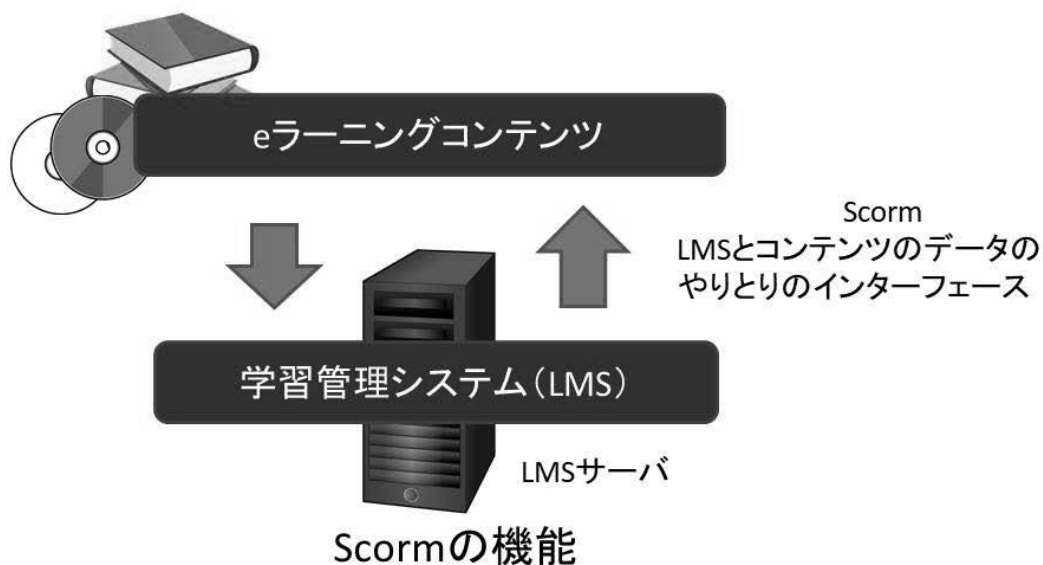 eラーニングコンテンツ
Scorm
LMSとコンテンツのデータの
やりとりのインターフェース
学習管理システム(LMS)
LMSサーバ
Scormの機能